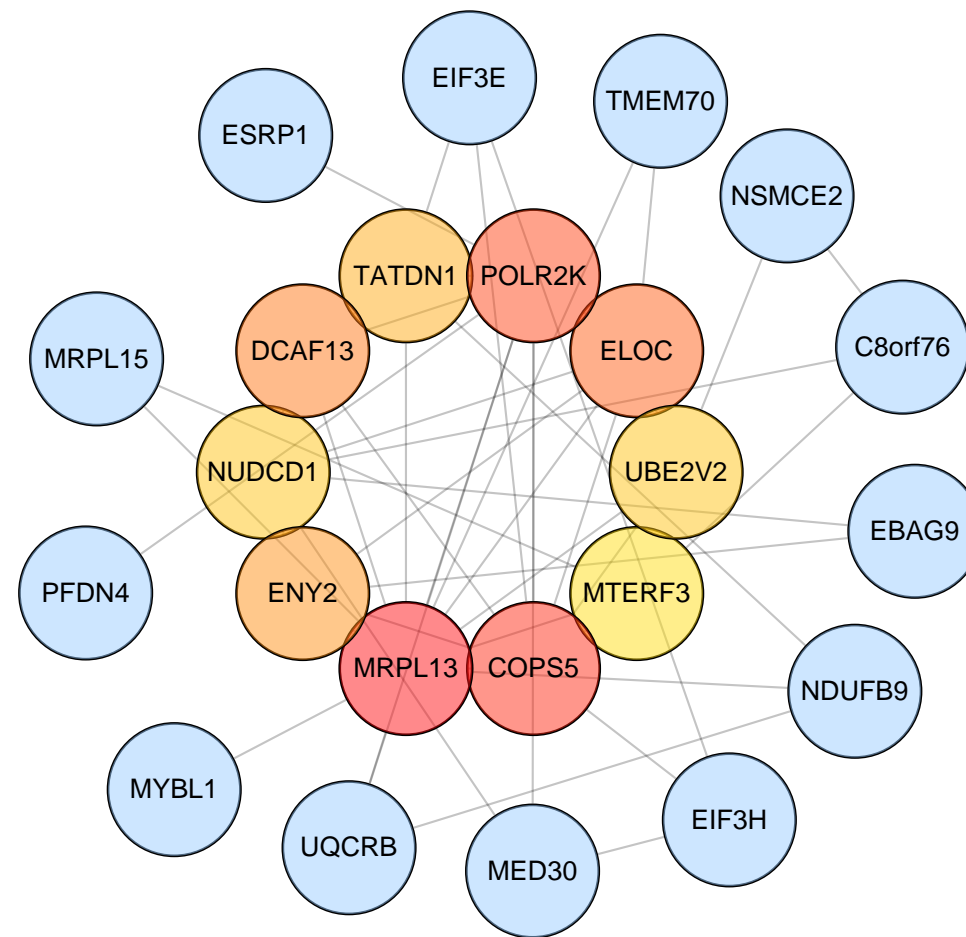 EIF3E
TMEM70
ESRP1
NSMCE2
TATDN1
POLR2K
C8orf76
DCAF13
ELOC
MRPL15
NUDCD1
UBE2V2
EBAG9
PFDN4
ENY2
MTERF3
MRPL13
COPS5
NDUFB9
MYBL1
EIF3H
UQCRB
MED30